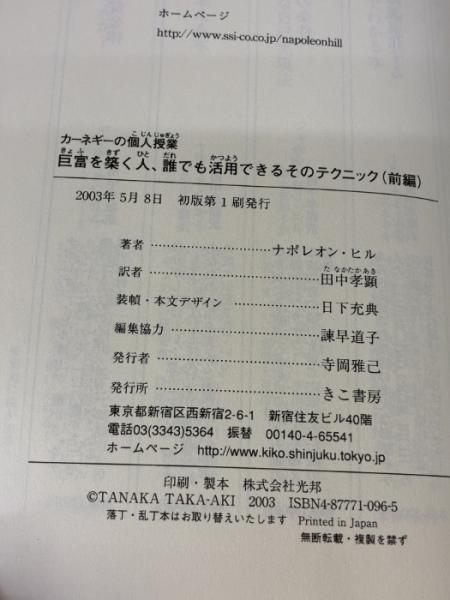 ホームページ
http://www.ssi-co.co.jp/napoleonhill
カーネギーの個人授業
巨富を築く人、誰でも活用できるそのテクニック(前編)
2003年5月8日 初版第1刷発行
著者……………………………ナポレオン・ヒル
訳者…………………………………田中孝顕
装幀・本文デザイン ……………………日下充典
編集協力………………………………諫早道子
発行者…………………………………寺岡雅己
発行所…………………………………きこ書房
東京都新宿区西新宿2-6-1 新宿住友ビル40階
電話03(3343)5364 振替 00140-4-65541
ホームページ http://www.kiko.shinjuku.tokyo.jp
印刷・製本 株式会社光邦
©TANAKA TAKA-AKI 2003 ISBN4-87771-096-5
落丁・乱丁本はお取り替えいたします Printed in Japan
無断転載・複製を禁ず